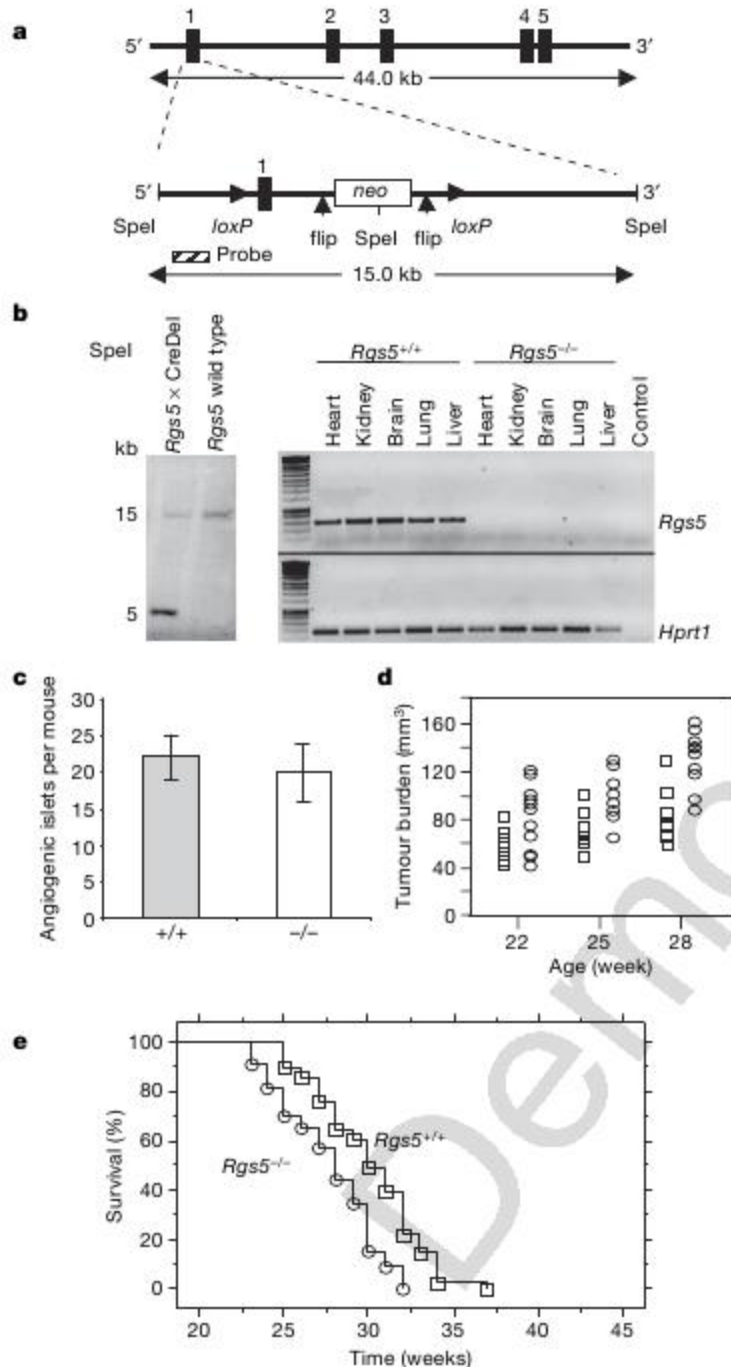 a
1 2 3 4 5
5′ 3′
44.0 kb
1
5′ neo 3′
SpeI loxP flip SpeI flip loxP SpeI
Probe
15.0 kb
b
SpeI
Rgs5 × CreDel
Rgs5 wild type
kb
15
5
Rgs5+/+ Rgs5−/−
Heart
Kidney
Brain
Lung
Liver
Heart
Kidney
Brain
Lung
Liver
Control
Rgs5
Hprt1
c
Angiogenic islets per mouse
30
25
20
15
10
5
0
+/+ −/−
d
Tumour burden (mm³)
160
120
80
40
0
22 25 28
Age (week)
e
Survival (%)
100
80
60
40
20
0
Rgs5−/−
Rgs5+/+
20 25 30 35 40 45
Time (weeks)
Demo